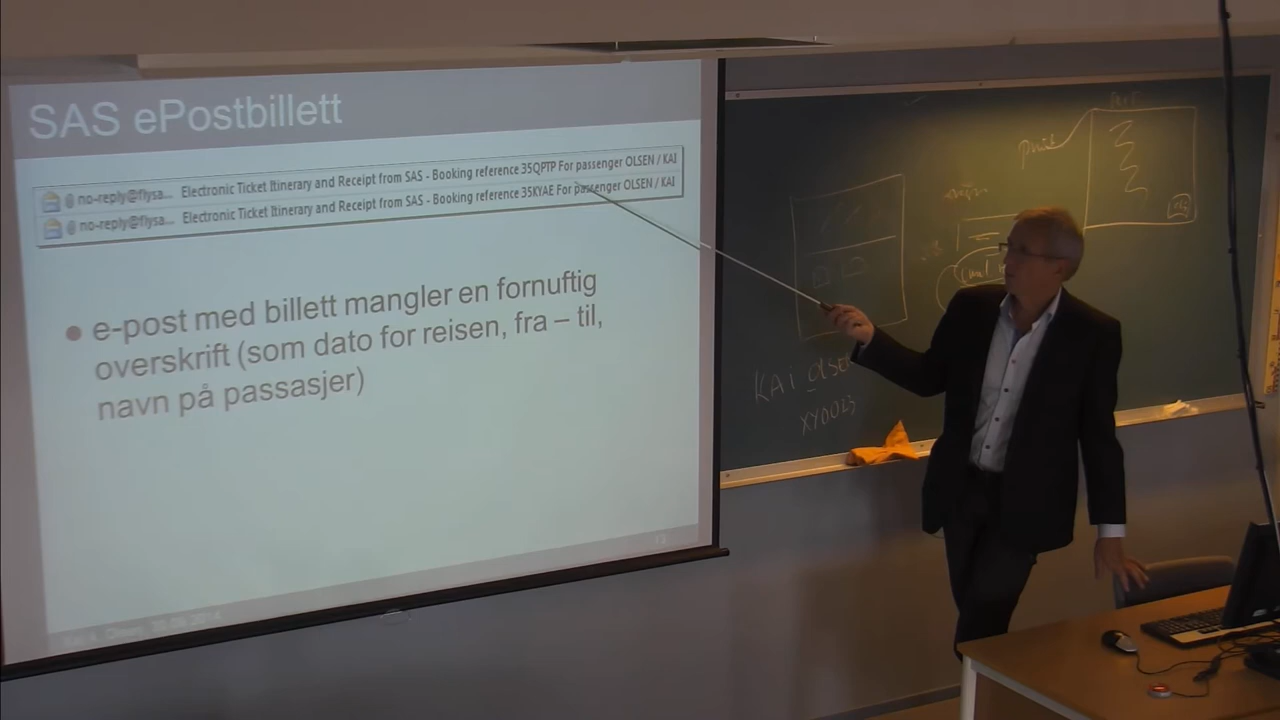 SAS ePostbillett
@ no-reply@flysa... Electronic Ticket Itinerary and Receipt from SAS - Booking reference 35QPTP For passenger OLSEN / KAI
@ no-reply@flysa... Electronic Ticket Itinerary and Receipt from SAS - Booking reference 35KYAE For passenger OLSEN / KAI
• e-post med billett mangler en fornuftig
overskrift (som dato for reisen, fra – til,
navn på passasjer)
KAi olse
XY0023